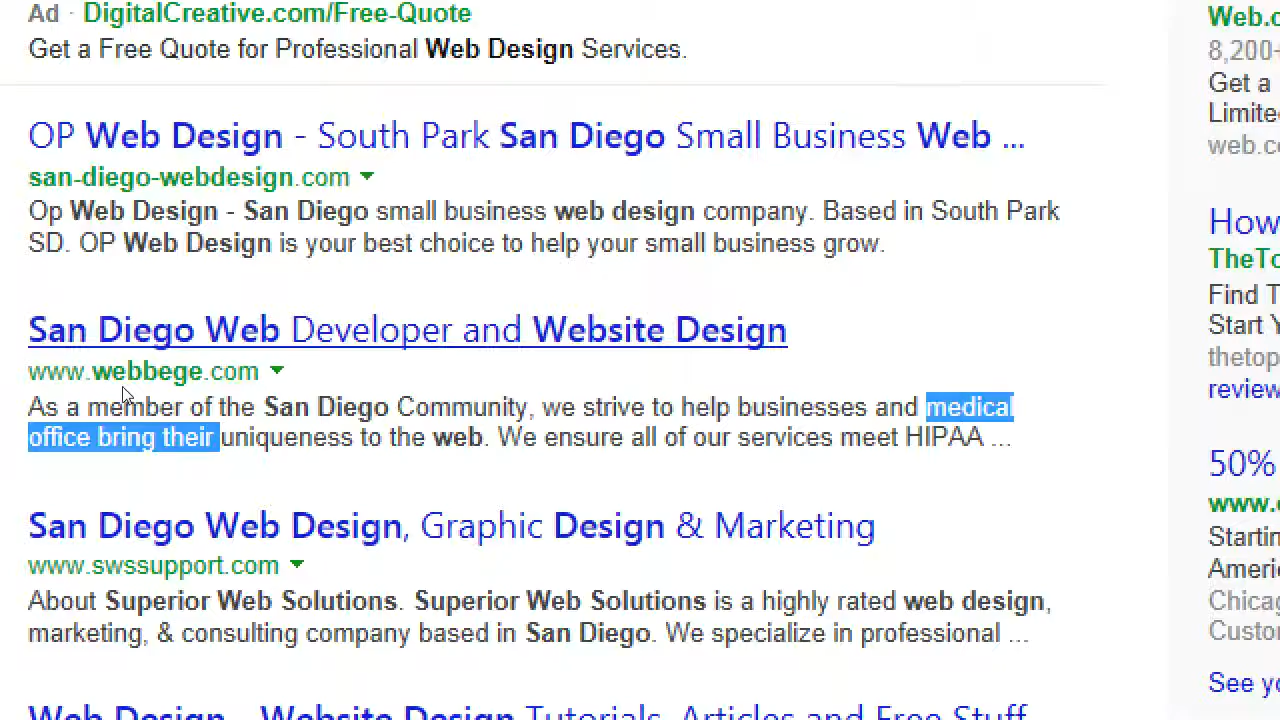 Ad · DigitalCreative.com/Free-Quote
Get a Free Quote for Professional Web Design Services.
OP Web Design - South Park San Diego Small Business Web ...
san-diego-webdesign.com
Op Web Design - San Diego small business web design company. Based in South Park
SD. OP Web Design is your best choice to help your small business grow.
San Diego Web Developer and Website Design
www.webbege.com
As a member of the San Diego Community, we strive to help businesses and medical
office bring their uniqueness to the web. We ensure all of our services meet HIPAA ...
San Diego Web Design, Graphic Design & Marketing
www.swssupport.com
About Superior Web Solutions. Superior Web Solutions is a highly rated web design,
marketing, & consulting company based in San Diego. We specialize in professional ...
Web Design - Website Design Tutorials, Articles and Free Stuff
Web.c
8,200+
Get a
Limite
web.co
How
TheTo
Find T
Start Y
thetop
review
50%
www.
Startin
Ameri
Chicag
Custo
See yo